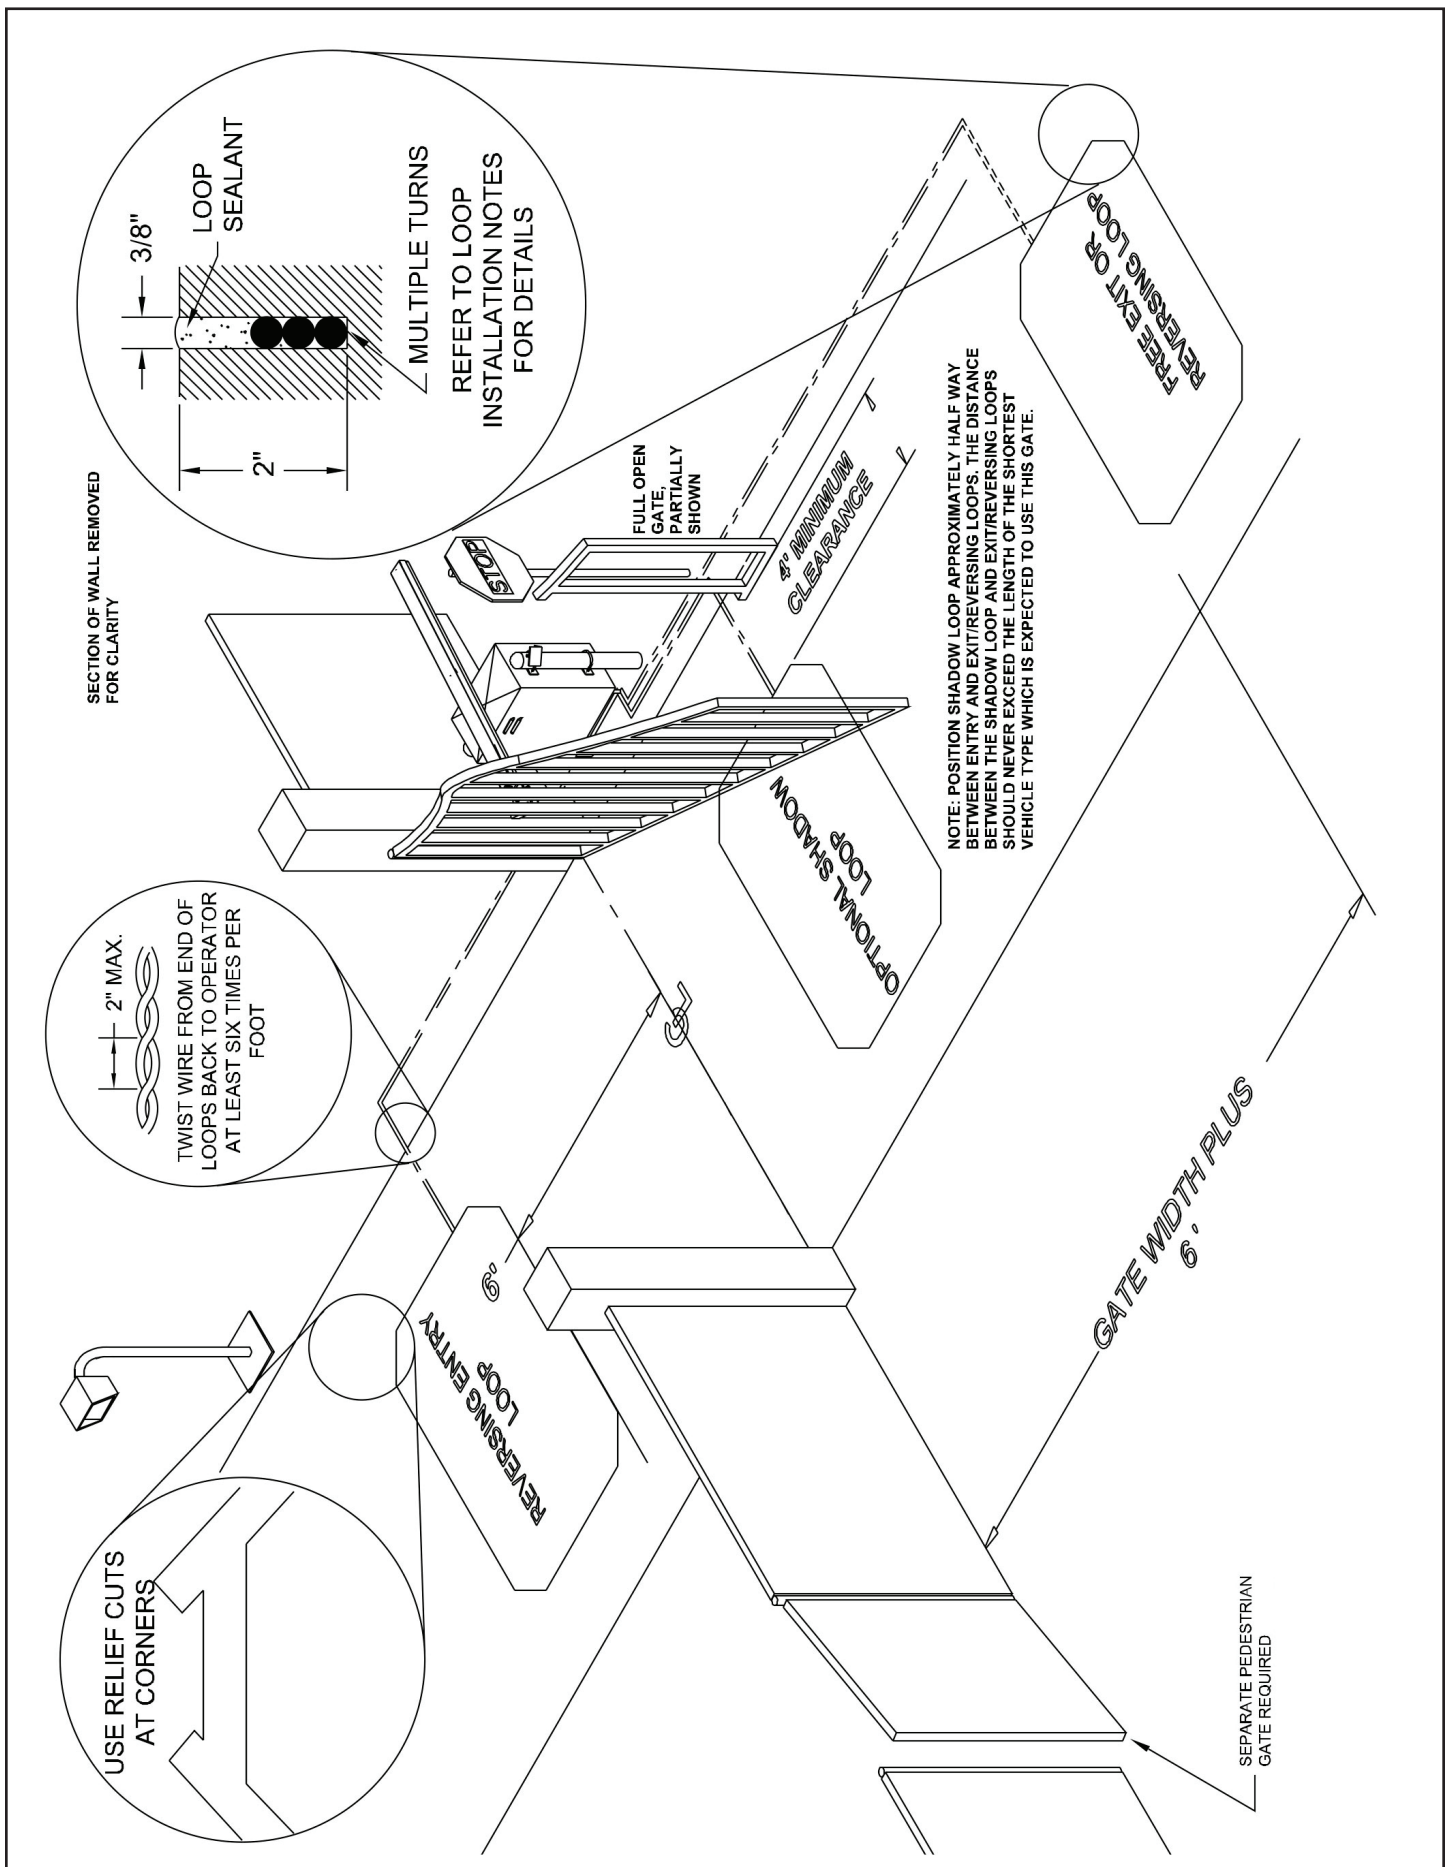 USE RELIEF CUTS
AT CORNERS
2" MAX.
TWIST WIRE FROM END OF
LOOPS BACK TO OPERATOR
AT LEAST SIX TIMES PER
FOOT
SECTION OF WALL REMOVED
FOR CLARITY
3/8"
LOOP
SEALANT
2"
MULTIPLE TURNS
REFER TO LOOP
INSTALLATION NOTES
FOR DETAILS
STOP
FULL OPEN
GATE,
PARTIALLY
SHOWN
REVERSING ENTRY
LOOP
6'
CL
4' MINIMUM
CLEARANCE
OPTIONAL SHADOW
LOOP
FREE EXIT OR
REVERSING LOOP
NOTE: POSITION SHADOW LOOP APPROXIMATELY HALF WAY
BETWEEN ENTRY AND EXIT/REVERSING LOOPS. THE DISTANCE
BETWEEN THE SHADOW LOOP AND EXIT/REVERSING LOOPS
SHOULD NEVER EXCEED THE LENGTH OF THE SHORTEST
VEHICLE TYPE WHICH IS EXPECTED TO USE THIS GATE.
GATE WIDTH PLUS
6'
SEPARATE PEDESTRIAN
GATE REQUIRED